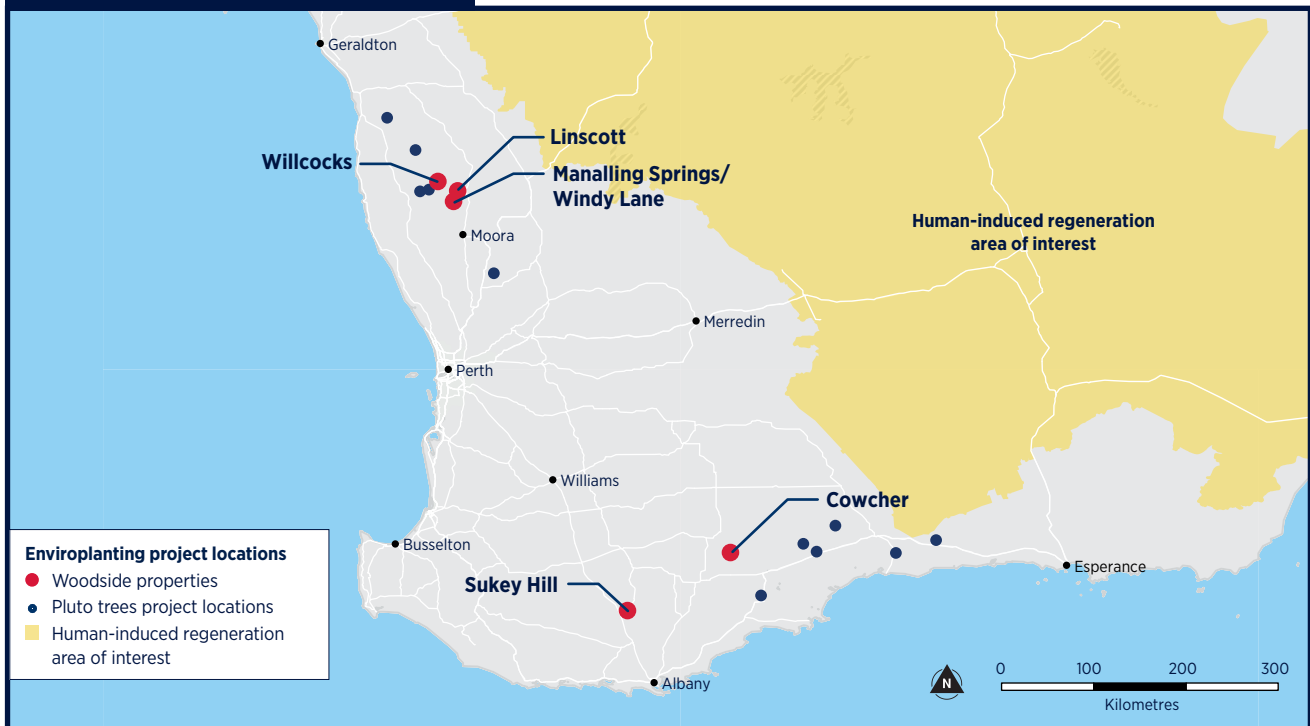 Geraldton
Linscott
Willcocks
Manalling Springs/
Windy Lane
Human-induced regeneration
area of interest
Moora
Merredin
Perth
Williams
Cowcher
Busselton
Esperance
Sukey Hill
Albany
Enviroplanting project locations
Woodside properties
Pluto trees project locations
Human-induced regeneration
area of interest
N
0 100 200 300
Kilometres